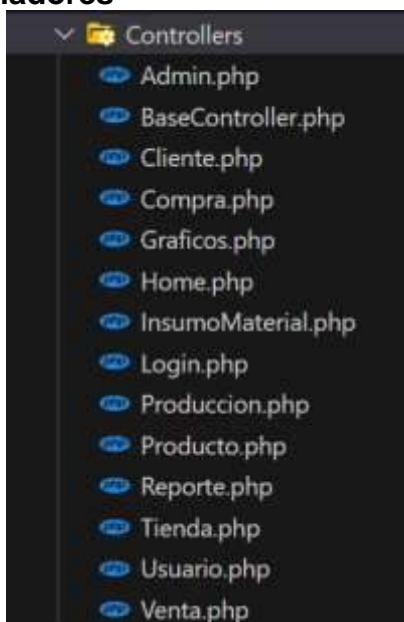 Controllers
Admin.php
BaseController.php
Cliente.php
Compra.php
Graficos.php
Home.php
InsumoMaterial.php
Login.php
Produccion.php
Producto.php
Reporte.php
Tienda.php
Usuario.php
Venta.php